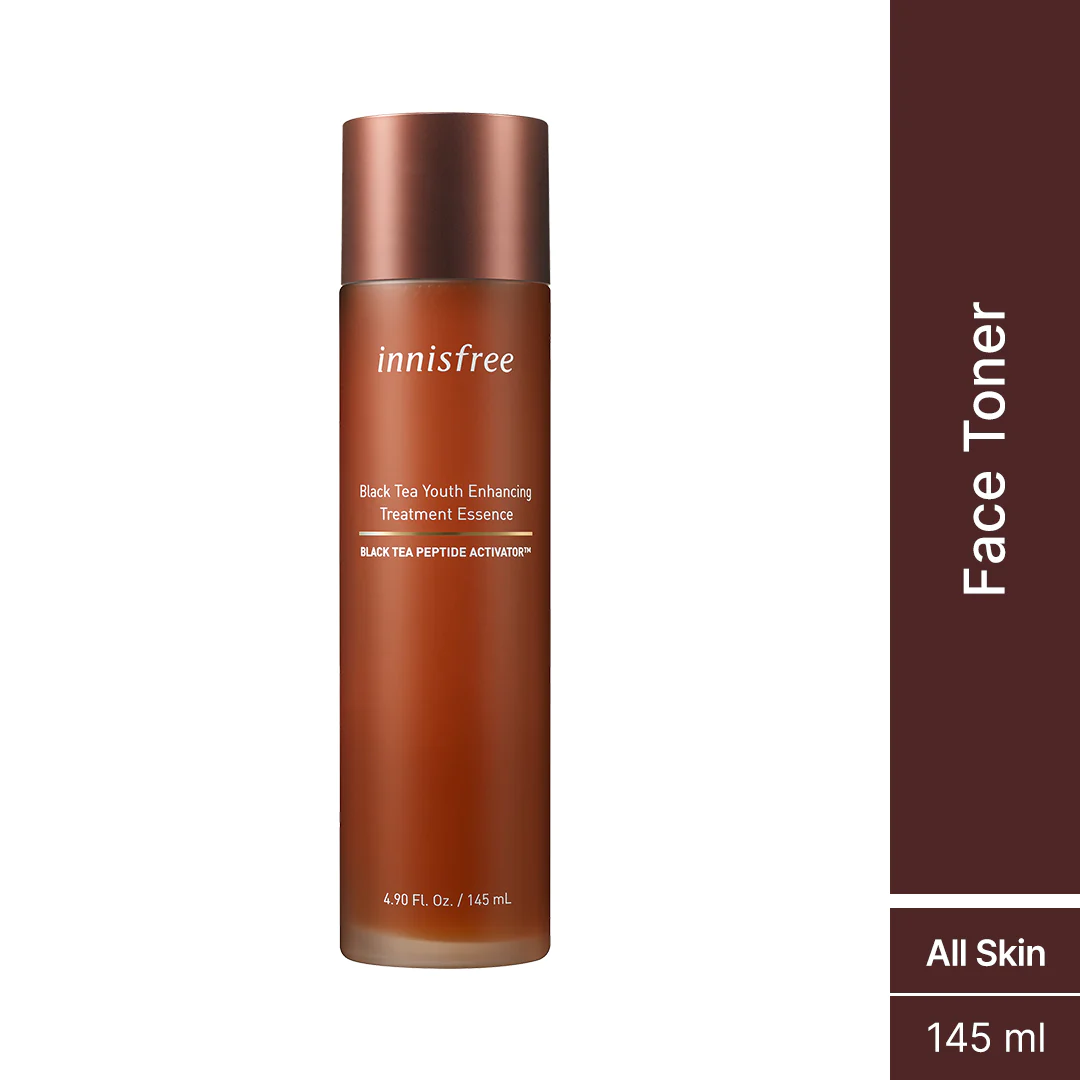 innisfree
Black Tea Youth Enhancing
Treatment Essence
BLACK TEA PEPTIDE ACTIVATOR™
4.90 Fl. Oz. / 145 mL
Face Toner
All Skin
145 ml